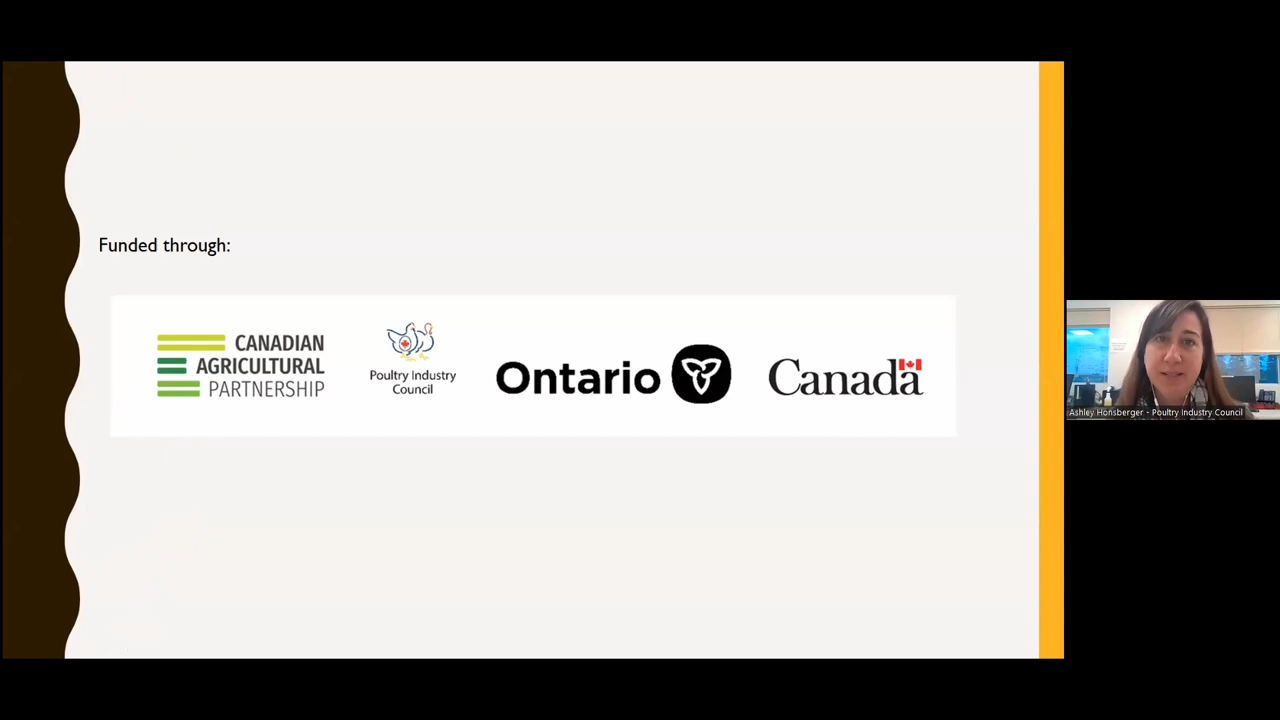 Funded through:
CANADIAN
AGRICULTURAL
PARTNERSHIP
Poultry Industry
Council
Ontario
Canada
Ashley Honsberger - Poultry Industry Council